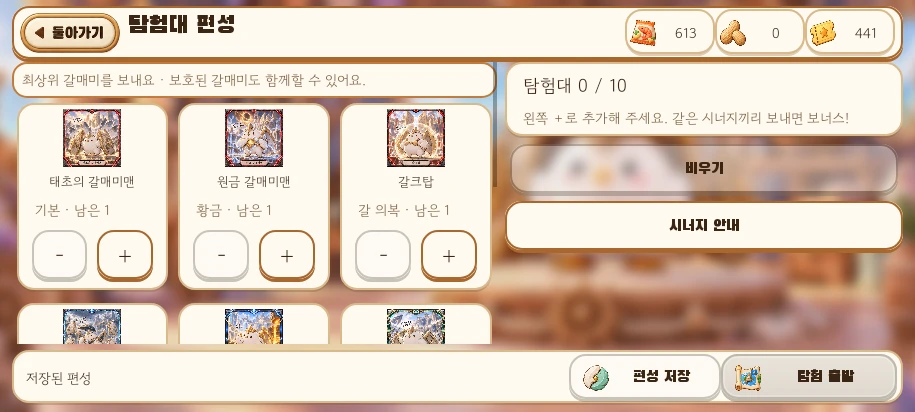 돌아가기
탐험대 편성
613
0
441
최상위 갈매미를 보내요 · 보호된 갈매미도 함께할 수 있어요.
탐험대 0 / 10
왼쪽 +로 추가해 주세요. 같은 시너지끼리 보내면 보너스!
태초의 갈매미맨
원금 갈매미맨
갈크탑
기본 · 남은 1
황금 · 남은 1
갈 의복 · 남은 1
- +
- +
- +
비우기
시너지 안내
저장된 편성
편성 저장
탐험 출발